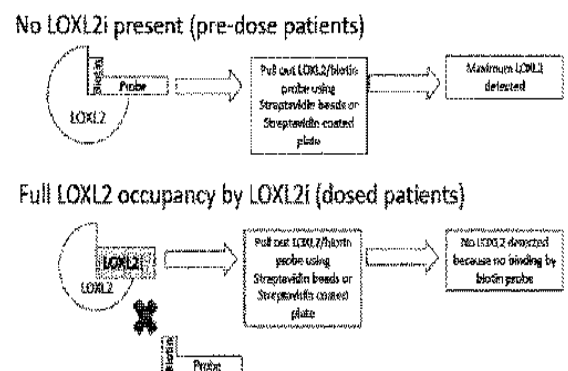 No LOXL2i present (pre-dose patients)
Biotin
Probe
LOXL2
Pull out LOXL2/biotin
probe using
Streptavidin beads or
Streptavidin coated
plate
Maximum LOXL2
detected
Full LOXL2 occupancy by LOXL2i (dosed patients)
LOXL2i
LOXL2
Pull out LOXL2/biotin
probe using
Streptavidin beads or
Streptavidin coated
plate
No LOXL2 detected
because no binding by
biotin probe
Biotin
Probe